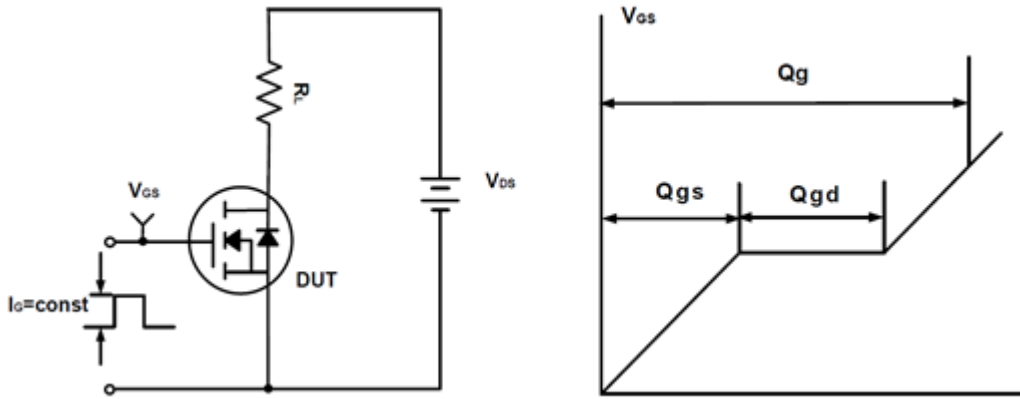 RL
VGS
VDS
DUT
IG=const
VGS
Qg
Qgs
Qgd